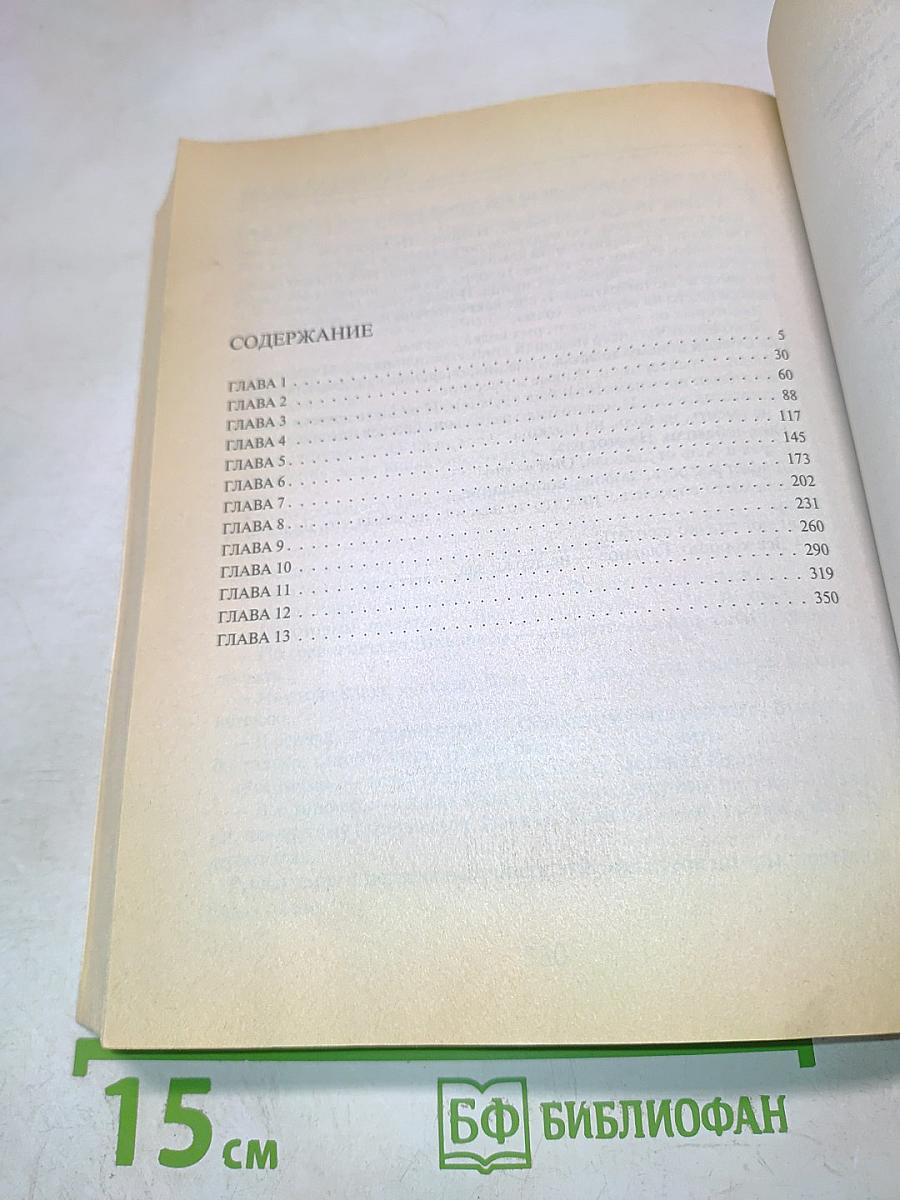 СОДЕРЖАНИЕ
ГЛАВА 1 . . . . . . . . . . . . . . . . . . . . 5
ГЛАВА 2 . . . . . . . . . . . . . . . . . . . . 30
ГЛАВА 3 . . . . . . . . . . . . . . . . . . . . 60
ГЛАВА 4 . . . . . . . . . . . . . . . . . . . . 88
ГЛАВА 5 . . . . . . . . . . . . . . . . . . . . 117
ГЛАВА 6 . . . . . . . . . . . . . . . . . . . . 145
ГЛАВА 7 . . . . . . . . . . . . . . . . . . . . 173
ГЛАВА 8 . . . . . . . . . . . . . . . . . . . . 202
ГЛАВА 9 . . . . . . . . . . . . . . . . . . . . 231
ГЛАВА 10 . . . . . . . . . . . . . . . . . . . . 260
ГЛАВА 11 . . . . . . . . . . . . . . . . . . . . 290
ГЛАВА 12 . . . . . . . . . . . . . . . . . . . . 319
ГЛАВА 13 . . . . . . . . . . . . . . . . . . . . 350
15 см
БФ БИБЛИОФАН